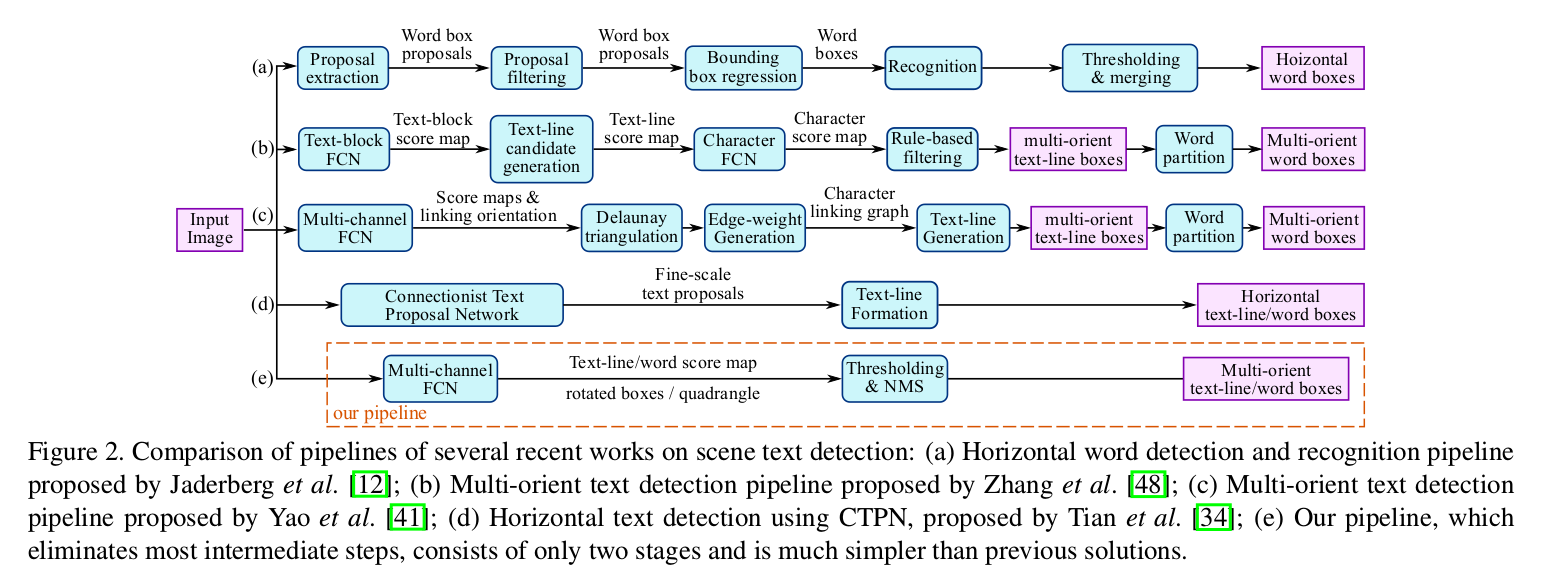 Word box
proposals
Word box
proposals
Word
boxes
(a)
Proposal
extraction
Proposal
filtering
Bounding
box regression
Recognition
Thresholding
& merging
Hoizontal
word boxes
Text-block
score map
Text-line
score map
Character
score map
(b)
Text-block
FCN
Text-line
candidate
generation
Character
FCN
Rule-based
filtering
multi-orient
text-line boxes
Word
partition
Multi-orient
word boxes
Score maps &
linking orientation
Character
linking graph
Input
Image
(c)
Multi-channel
FCN
Delaunay
triangulation
Edge-weight
Generation
Text-line
Generation
multi-orient
text-line boxes
Word
partition
Multi-orient
word boxes
Fine-scale
text proposals
(d)
Connectionist Text
Proposal Network
Text-line
Formation
Horizontal
text-line/word boxes
(e)
Multi-channel
FCN
Text-line/word score map
rotated boxes / quadrangle
Thresholding
& NMS
Multi-orient
text-line/word boxes
our pipeline
Figure 2. Comparison of pipelines of several recent works on scene text detection: (a) Horizontal word detection and recognition pipeline
proposed by Jaderberg et al. [12]; (b) Multi-orient text detection pipeline proposed by Zhang et al. [48]; (c) Multi-orient text detection
pipeline proposed by Yao et al. [41]; (d) Horizontal text detection using CTPN, proposed by Tian et al. [34]; (e) Our pipeline, which
eliminates most intermediate steps, consists of only two stages and is much simpler than previous solutions.